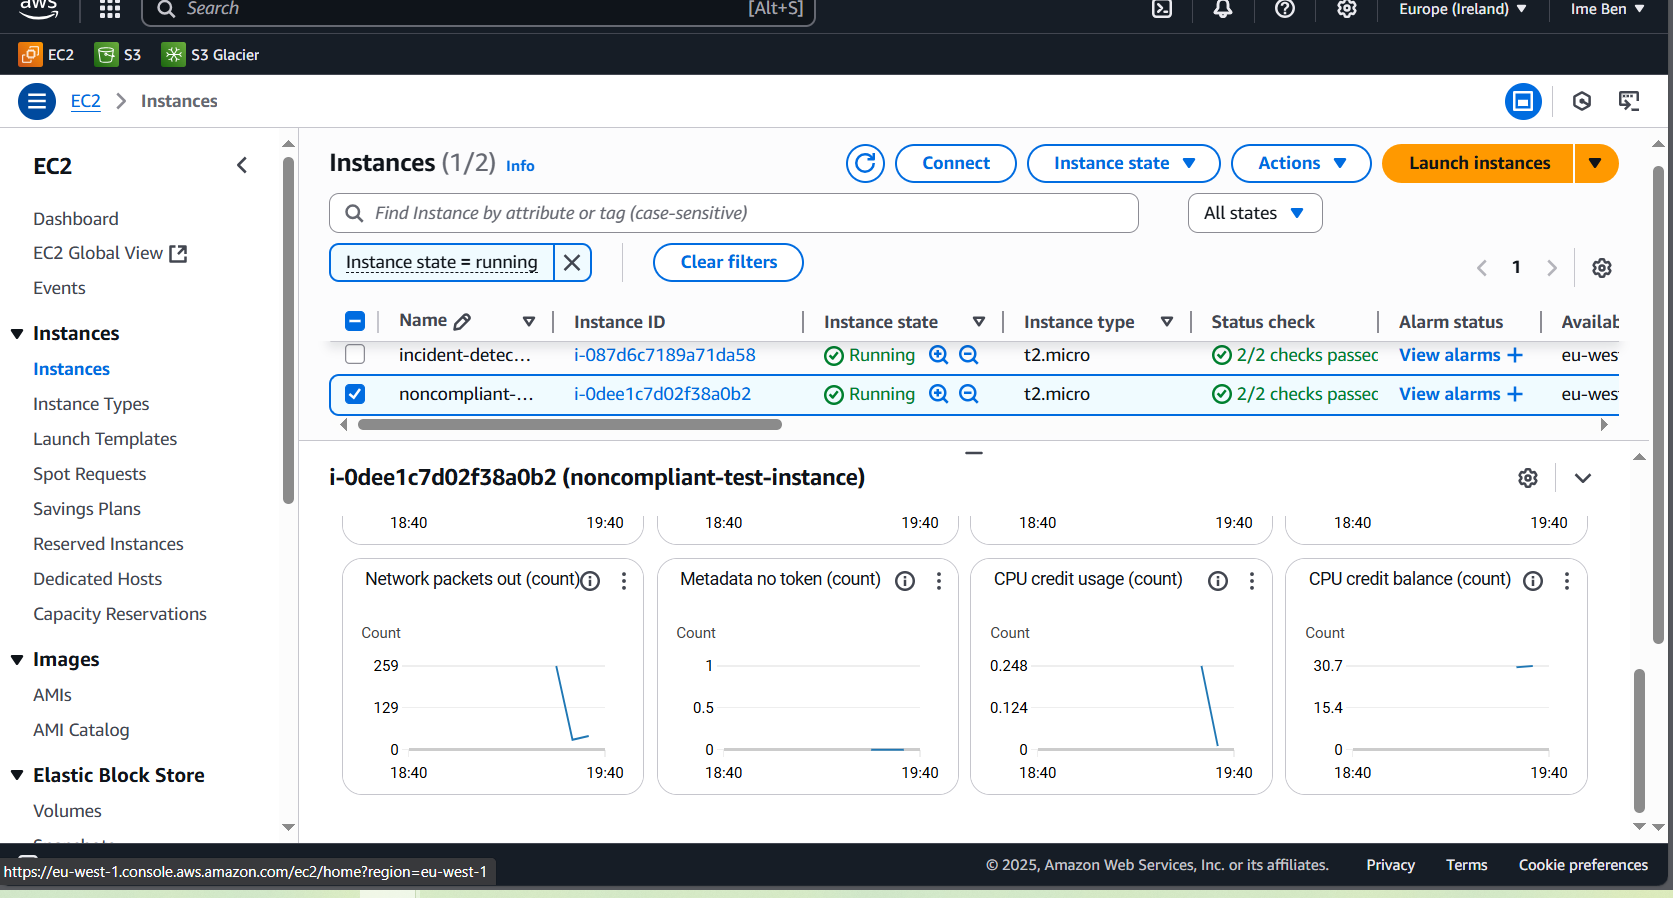 aws
Search
[Alt+S]
Europe (Ireland)
Ime Ben
EC2
S3
S3 Glacier
EC2
Instances
EC2
Dashboard
EC2 Global View
Events
Instances
Instances
Instance Types
Launch Templates
Spot Requests
Savings Plans
Reserved Instances
Dedicated Hosts
Capacity Reservations
Images
AMIs
AMI Catalog
Elastic Block Store
Volumes
Instances (1/2) Info
Connect
Instance state
Actions
Launch instances
Find Instance by attribute or tag (case-sensitive)
All states
Instance state = running
Clear filters
1
Name Instance ID Instance state Instance type Status check Alarm status Availab
incident-detec... i-087d6c7189a71da58 Running t2.micro 2/2 checks passed View alarms + eu-wes
noncompliant-... i-0dee1c7d02f38a0b2 Running t2.micro 2/2 checks passed View alarms + eu-wes
i-0dee1c7d02f38a0b2 (noncompliant-test-instance)
18:40 19:40 18:40 19:40 18:40 19:40 18:40 19:40
Network packets out (count)
Count
259
129
0
18:40 19:40
Metadata no token (count)
Count
1
0.5
0
18:40 19:40
CPU credit usage (count)
Count
0.248
0.124
0
18:40 19:40
CPU credit balance (count)
Count
30.7
15.4
0
18:40 19:40
© 2025, Amazon Web Services, Inc. or its affiliates.
Privacy
Terms
Cookie preferences
https://eu-west-1.console.aws.amazon.com/ec2/home?region=eu-west-1